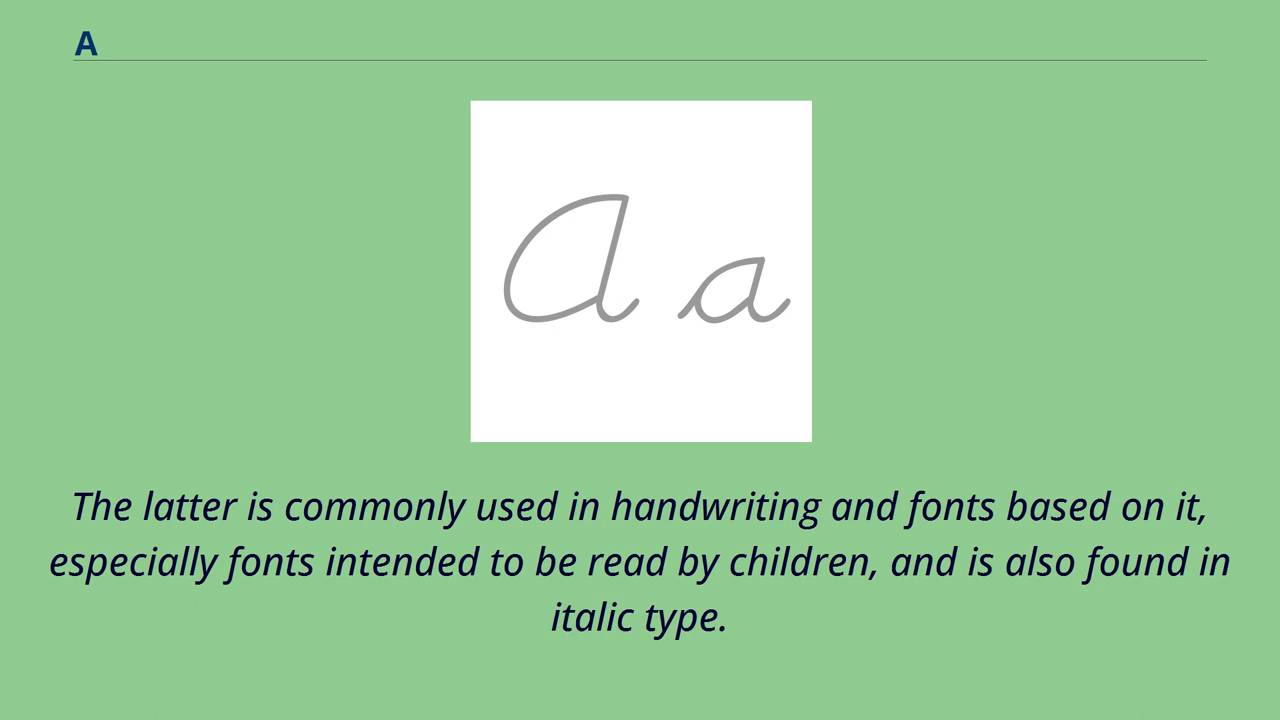 A
A a
The latter is commonly used in handwriting and fonts based on it,
especially fonts intended to be read by children, and is also found in
italic type.